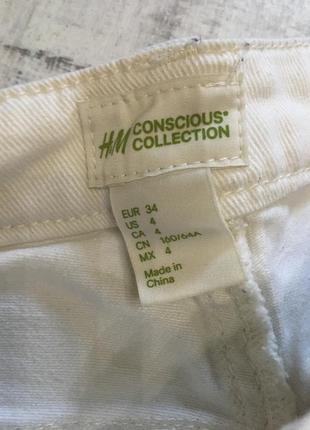 H&M CONSCIOUS
COLLECTION
EUR 34
US 4
CA 4
CN 160/64A
MX 4
Made in
China